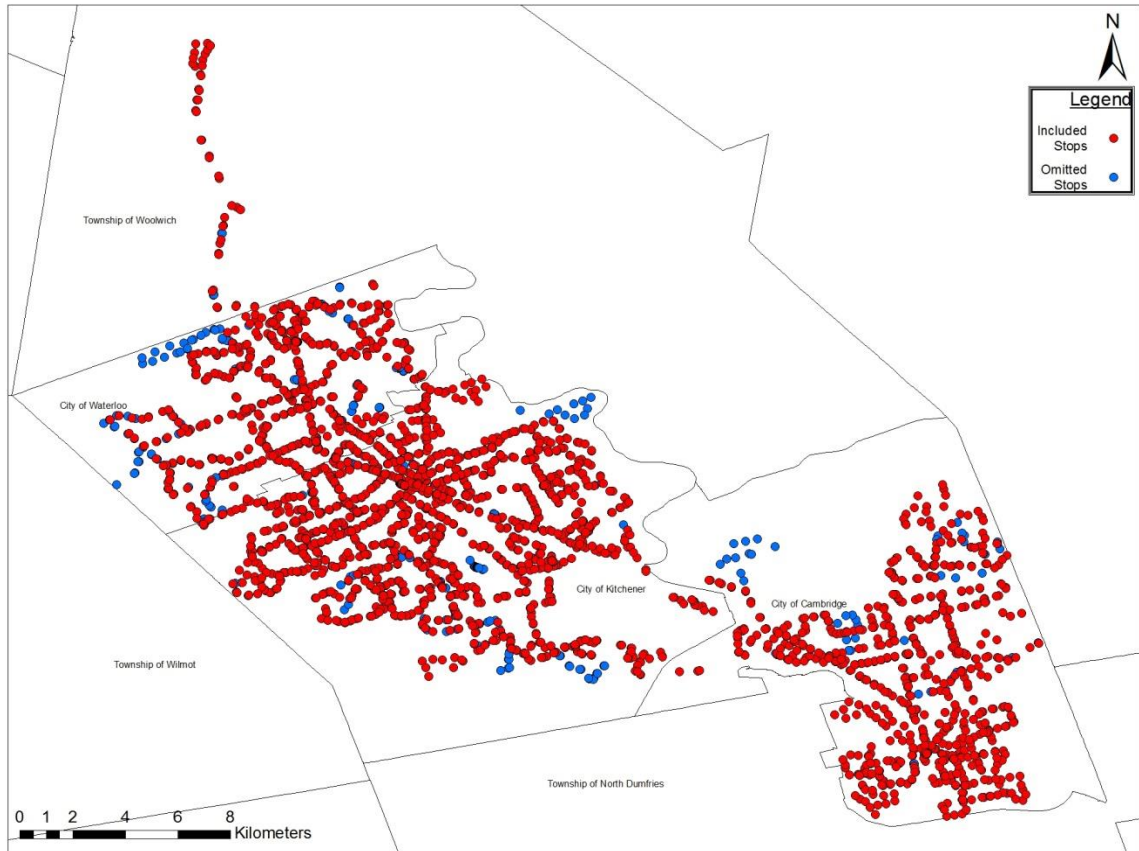 N
Legend
Included
Stops
Omitted
Stops
Township of Woolwich
City of Waterloo
City of Kitchener
City of Cambridge
Township of Wilmot
Township of North Dumfries
0 1 2 4 6 8
Kilometers